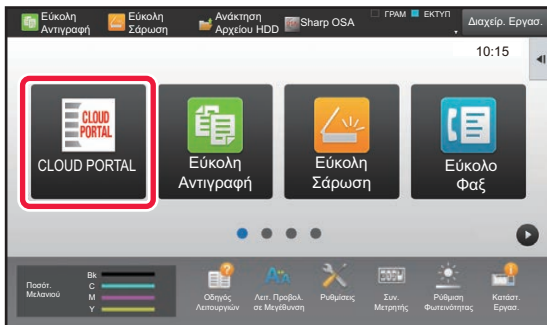 Εύκολη
Αντιγραφή
Εύκολη
Σάρωση
Ανάκτηση
Αρχείου HDD
Sharp OSA
ΓΡΑΜ
ΕΚΤΥΠ
Διαχείρ. Εργασ.
10:15
CLOUD
PORTAL
CLOUD PORTAL
Εύκολη
Αντιγραφή
Εύκολη
Σάρωση
Εύκολο
Φαξ
Ποσότ.
Μελανιού
Bk
C
M
Y
Οδηγός
Λειτουργιών
Λειτ. Προβολ.
σε Μεγέθυνση
Ρυθμίσεις
Συν.
Μετρητής
Ρύθμιση
Φωτεινότητας
Κατάστ.
Εργασ.